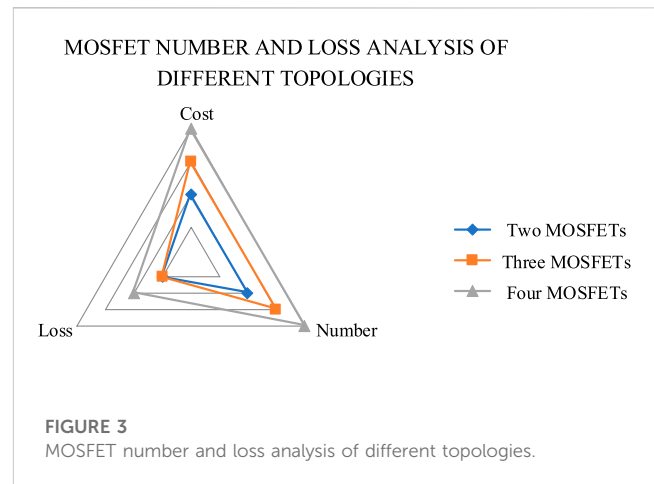 MOSFET NUMBER AND LOSS ANALYSIS OF
DIFFERENT TOPOLOGIES
Cost
Two MOSFETs
Three MOSFETs
Four MOSFETs
Loss
Number
FIGURE 3
MOSFET number and loss analysis of different topologies.